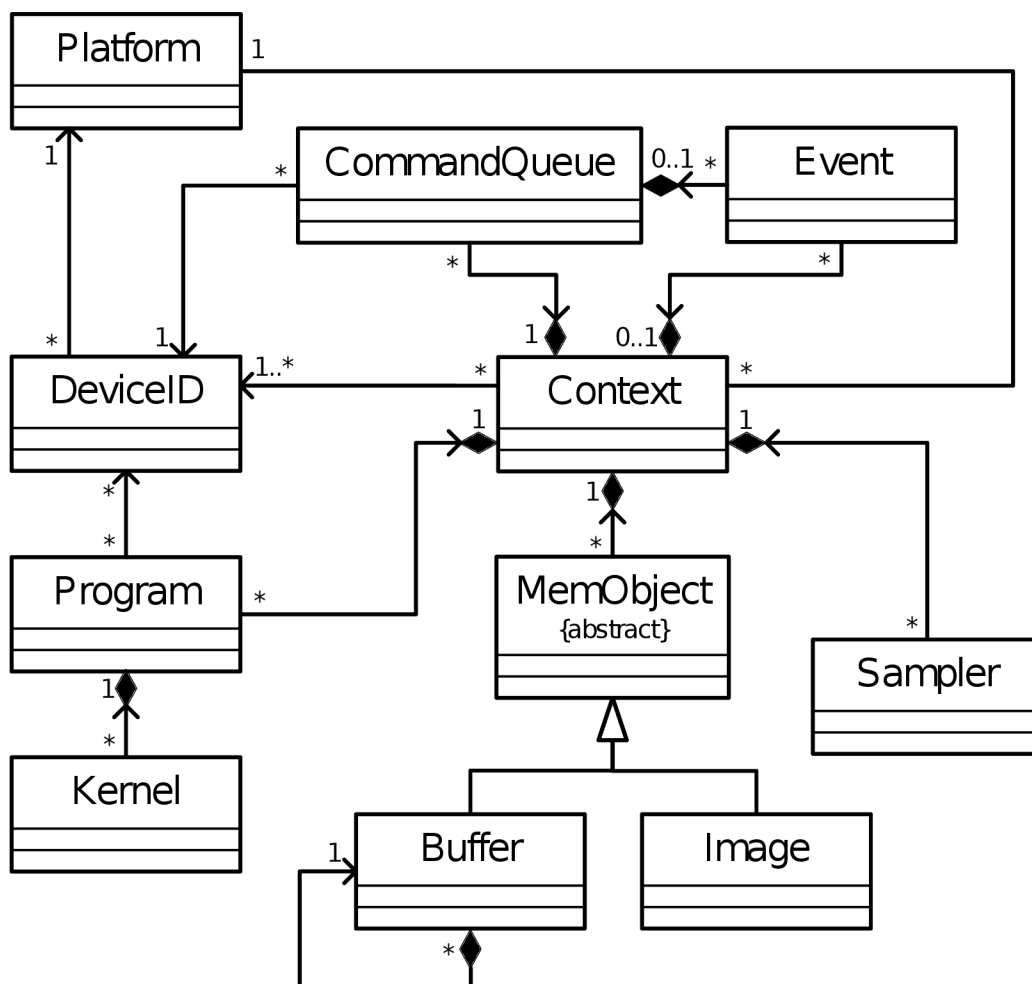 Platform
1
1
CommandQueue
*
0..1
*
Event
*
*
*
1
1
0..1
DeviceID
1..*
*
Context
*
1
1
*
1
*
Program
*
*
MemObject
{abstract}
*
Sampler
1
*
Kernel
1
Buffer
Image
*